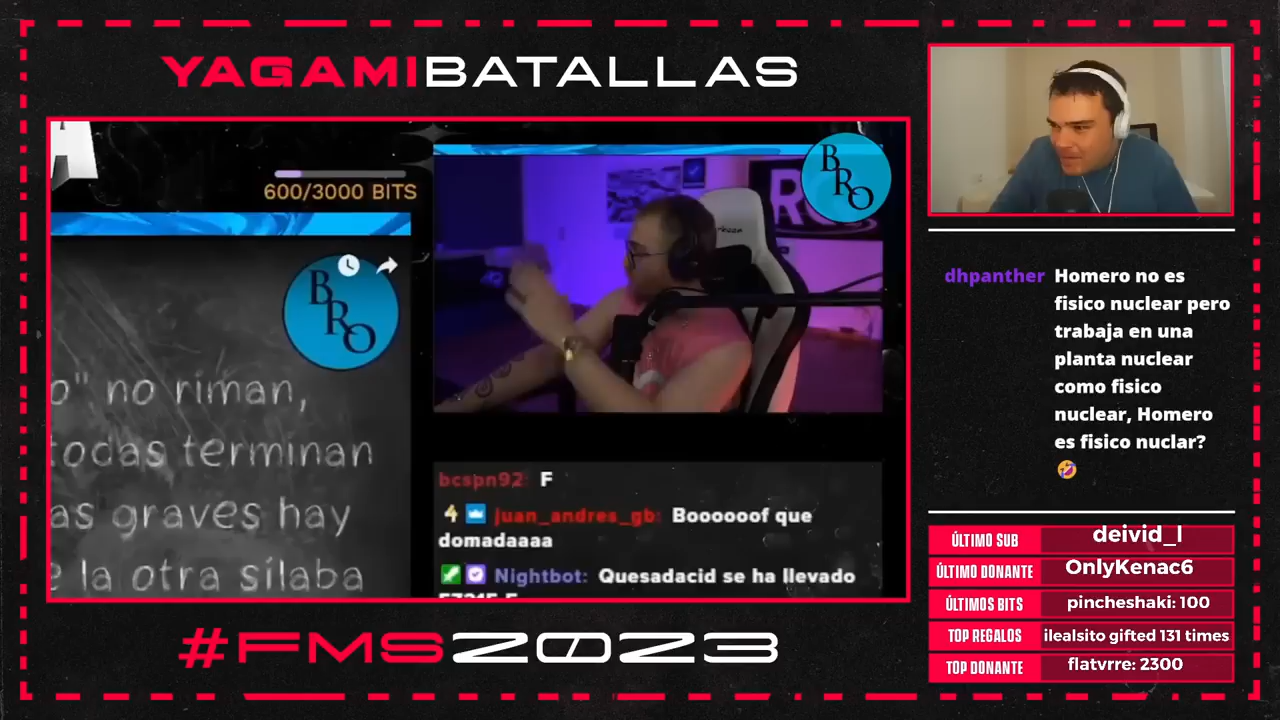 YAGAMIBATALLAS
A
600/3000 BITS
BRO
o" no riman,
todas terminan
as graves hay
e la otra sílaba
BRO
bcspn92: F
4 juan_andres_gb: Boooooof que
domadaaaa
Nightbot: Quesadacid se ha llevado
#FMS2023
dhpanther Homero no es
fisico nuclear pero
trabaja en una
planta nuclear
como fisico
nuclear, Homero
es fisico nuclar?
ÚLTIMO SUB deivid_l
ÚLTIMO DONANTE OnlyKenac6
ÚLTIMOS BITS pincheshaki: 100
TOP REGALOS ilealsito gifted 131 times
TOP DONANTE flatvrre: 2300